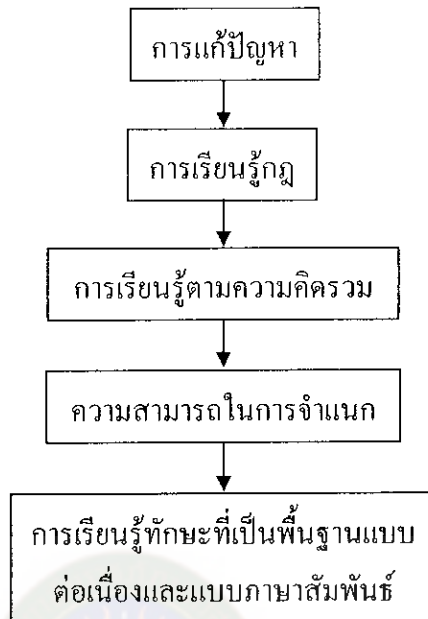 การแก้ปัญหา
การเรียนรู้กฎ
การเรียนรู้ตามความคิดรวม
ความสามารถในการจำแนก
การเรียนรู้ทักษะที่เป็นพื้นฐานแบบ
ต่อเนื่องและแบบภาษาสัมพันธ์